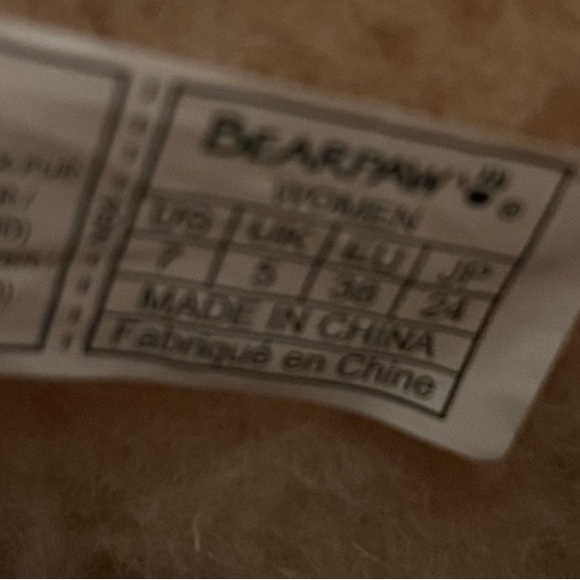 BEARPAW
WOMEN
US UK EU JP
7 5 38 24
MADE IN CHINA
Fabriqué en Chine